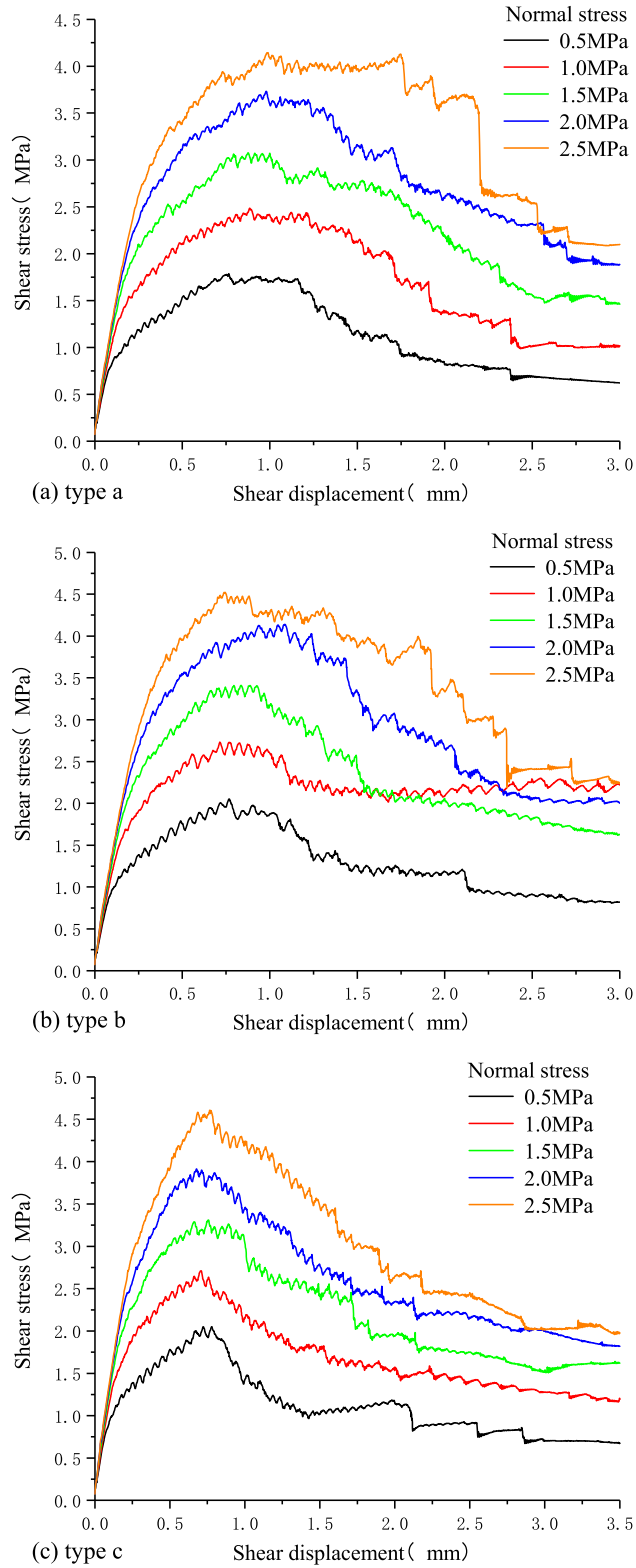 Normal stress
0.5MPa
1.0MPa
1.5MPa
2.0MPa
2.5MPa
Shear stress( MPa)
4.5
4.0
3.5
3.0
2.5
2.0
1.5
1.0
0.5
0.0
0.0 0.5 1.0 1.5 2.0 2.5 3.0
(a) type a
Shear displacement( mm)
Normal stress
0.5MPa
1.0MPa
1.5MPa
2.0MPa
2.5MPa
Shear stress( MPa)
5.0
4.5
4.0
3.5
3.0
2.5
2.0
1.5
1.0
0.5
0.0
0.0 0.5 1.0 1.5 2.0 2.5 3.0
(b) type b
Shear displacement( mm)
Normal stress
0.5MPa
1.0MPa
1.5MPa
2.0MPa
2.5MPa
Shear stress( MPa)
5.0
4.5
4.0
3.5
3.0
2.5
2.0
1.5
1.0
0.5
0.0
0.0 0.5 1.0 1.5 2.0 2.5 3.0 3.5
(c) type c
Shear displacement( mm)